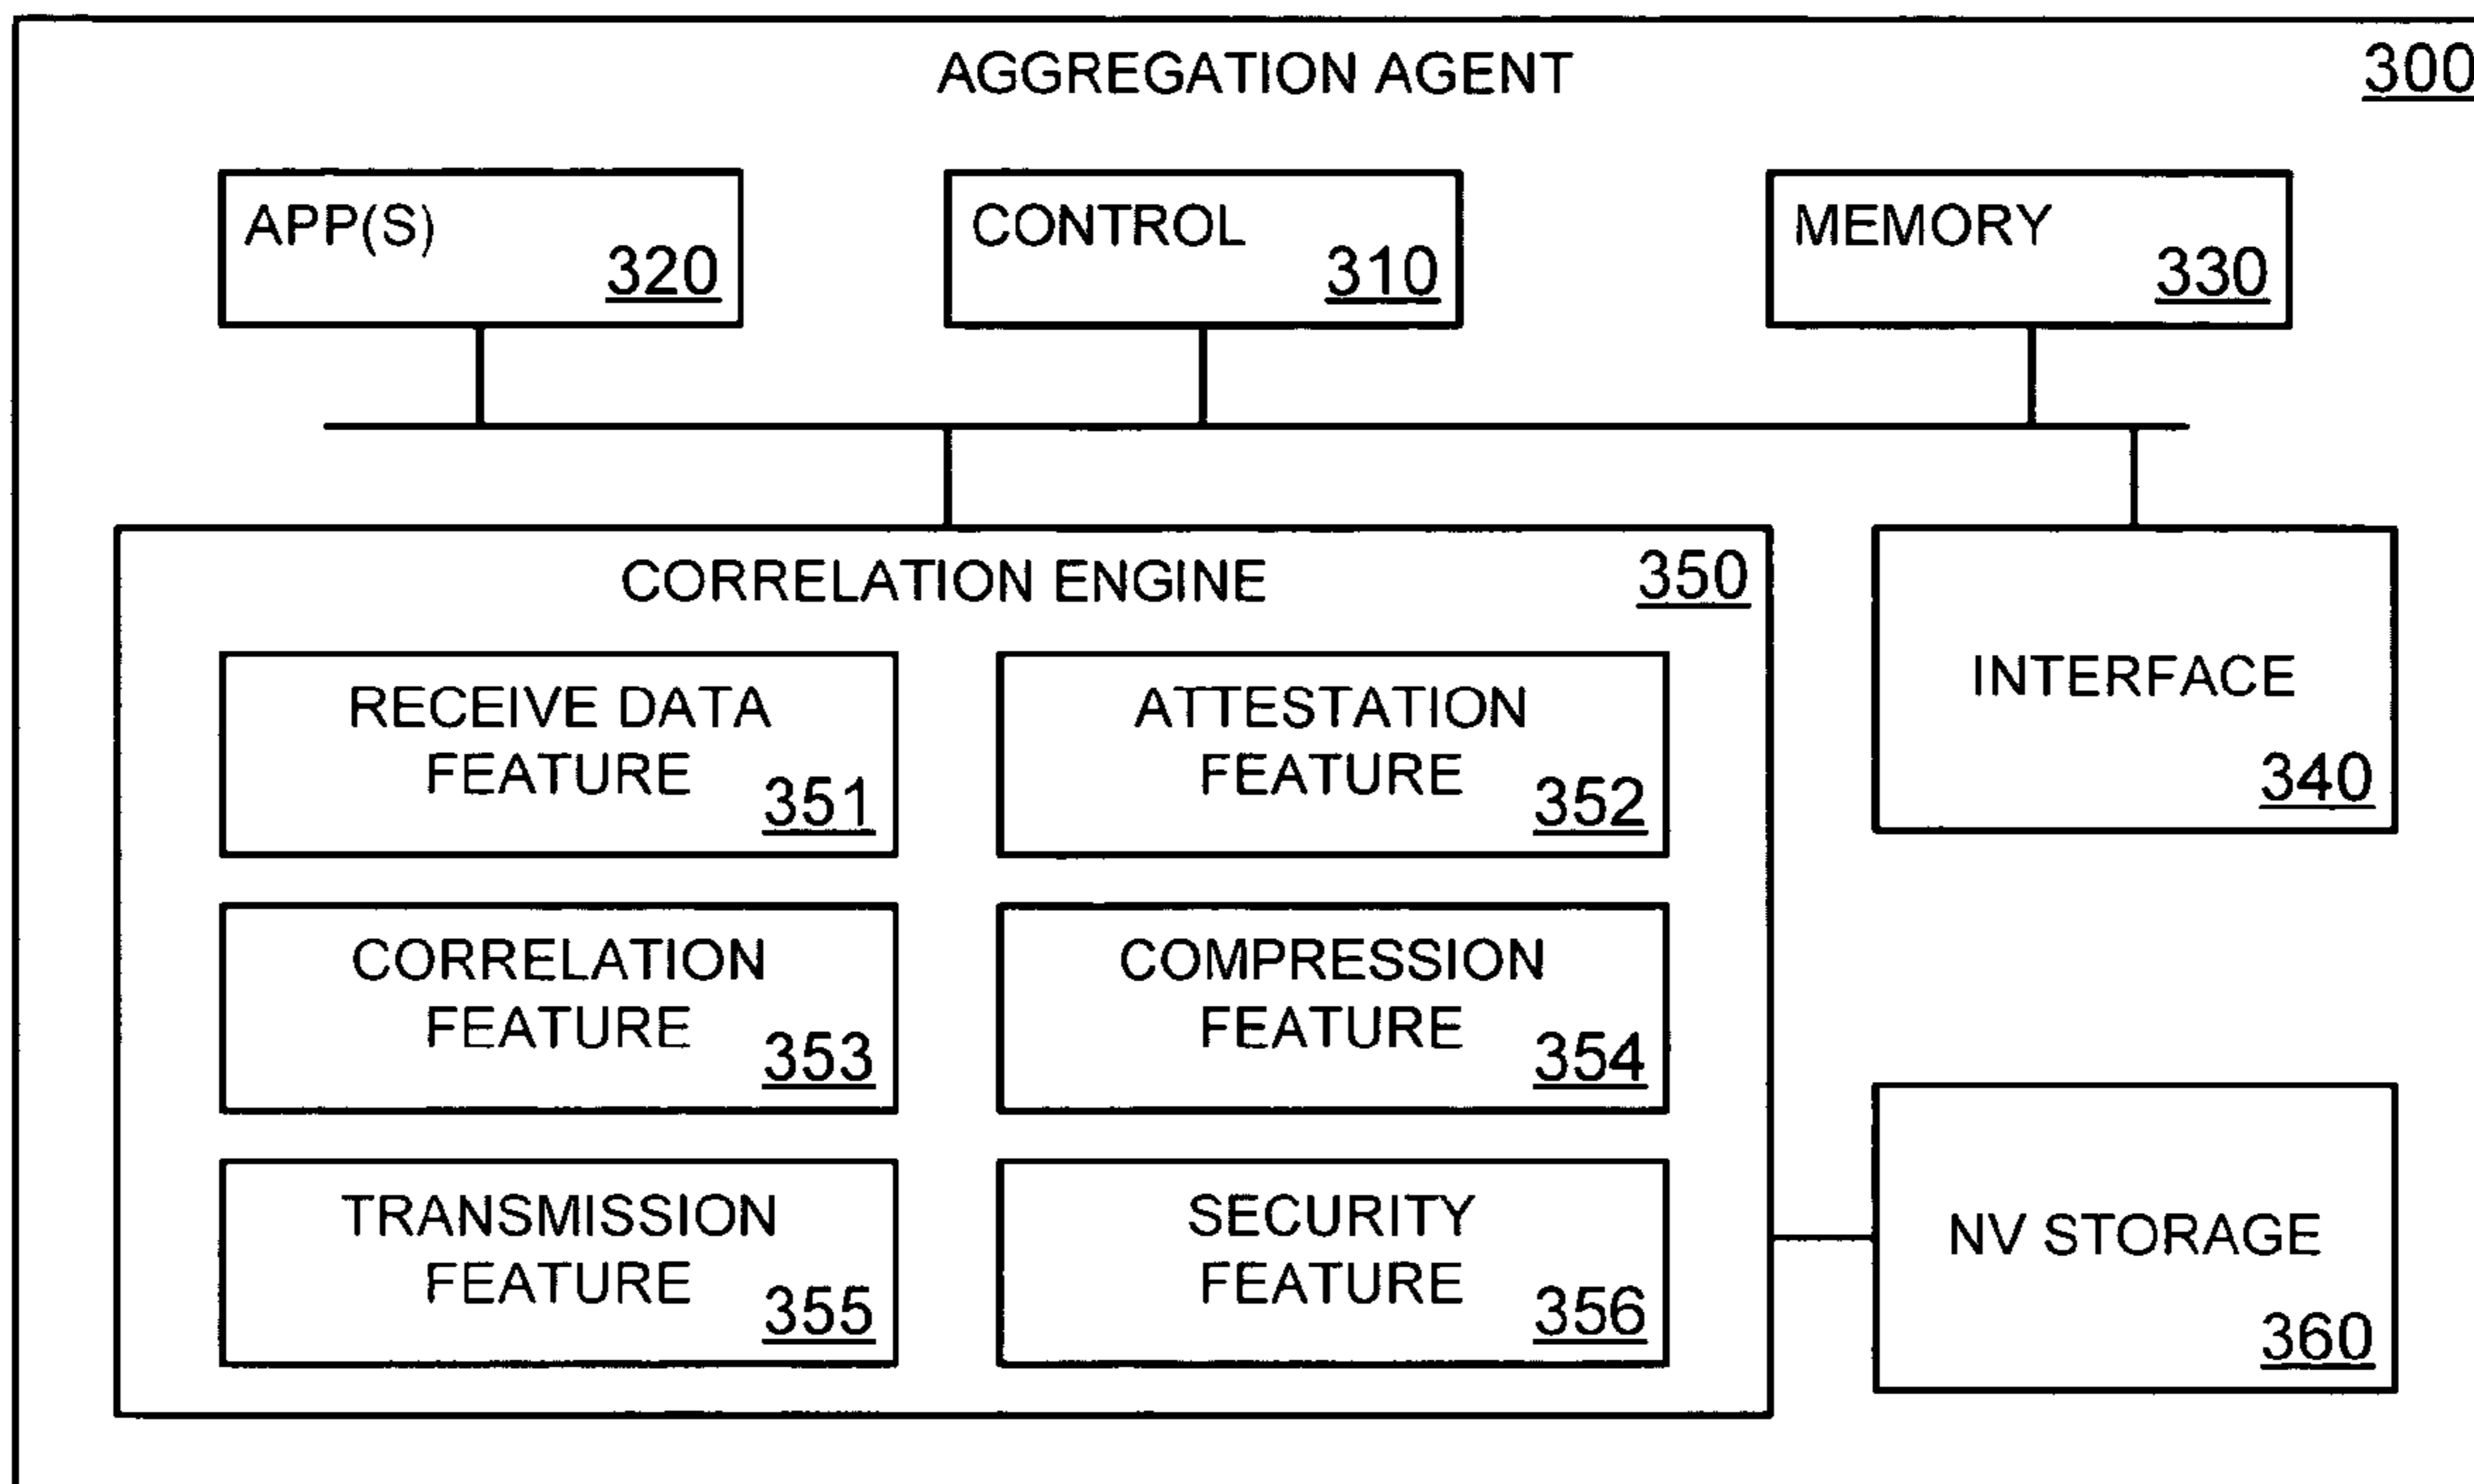 AGGREGATION AGENT
300
APP(S)
320
CONTROL
310
MEMORY
330
CORRELATION ENGINE
350
RECEIVE DATA
FEATURE
351
ATTESTATION
FEATURE
352
CORRELATION
FEATURE
353
COMPRESSION
FEATURE
354
TRANSMISSION
FEATURE
355
SECURITY
FEATURE
356
INTERFACE
340
NV STORAGE
360